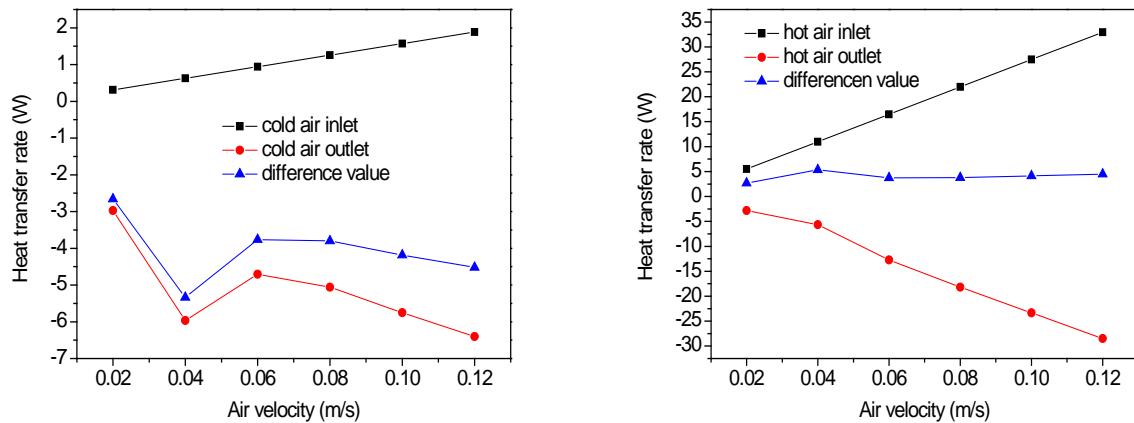 2
1
0
-1
-2
-3
-4
-5
-6
-7
Heat transfer rate (W)
cold air inlet
cold air outlet
difference value
0.02 0.04 0.06 0.08 0.10 0.12
Air velocity (m/s)
35
30
25
20
15
10
5
0
-5
-10
-15
-20
-25
-30
Heat transfer rate (W)
hot air inlet
hot air outlet
differencen value
0.02 0.04 0.06 0.08 0.10 0.12
Air velocity (m/s)